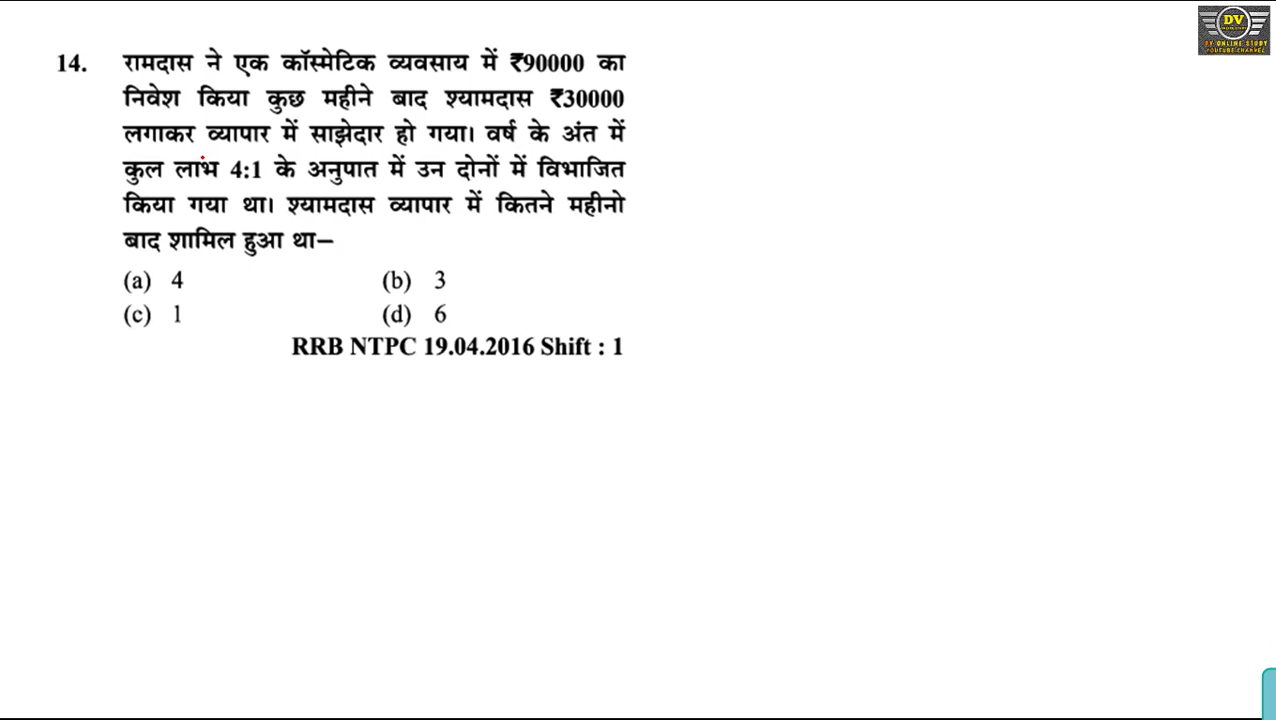 DV
DV ONLINE STUDY
YOUTUBE CHANNEL
14. रामदास ने एक कॉस्मेटिक व्यवसाय में ₹90000 का
निवेश किया कुछ महीने बाद श्यामदास ₹30000
लगाकर व्यापार में साझेदार हो गया। वर्ष के अंत में
कुल लाभ 4:1 के अनुपात में उन दोनों में विभाजित
किया गया था। श्यामदास व्यापार में कितने महीनो
बाद शामिल हुआ था–
(a) 4 (b) 3
(c) 1 (d) 6
RRB NTPC 19.04.2016 Shift : 1